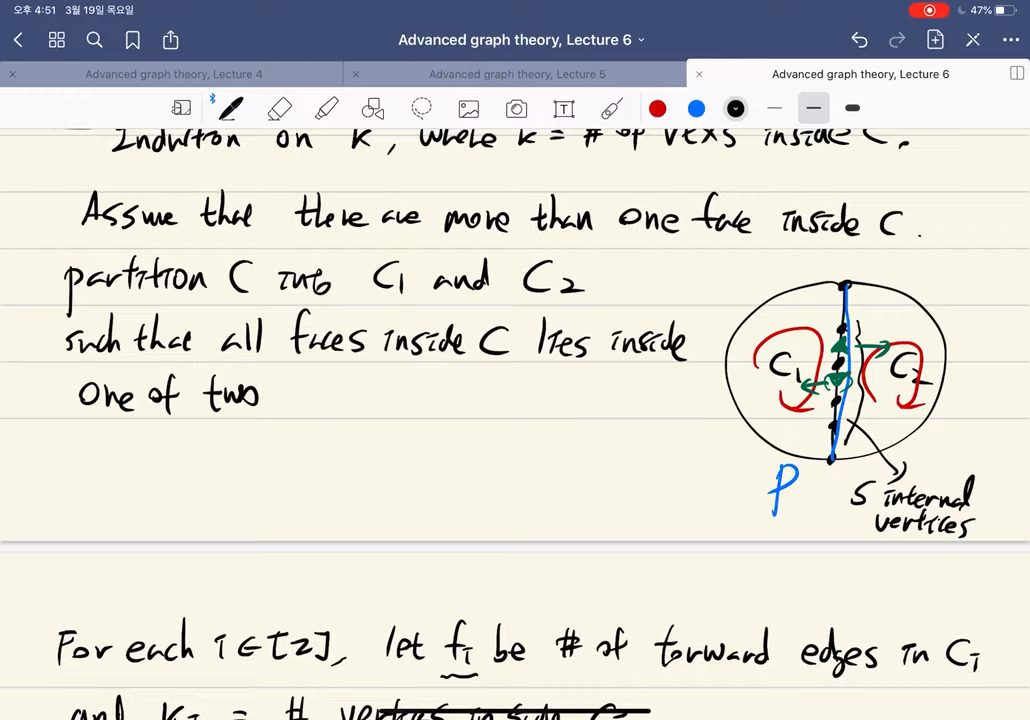 오후 4:51 3월 19일 목요일 47%
Advanced graph theory, Lecture 6
Advanced graph theory, Lecture 4
Advanced graph theory, Lecture 5
Advanced graph theory, Lecture 6
Induction on k, where k = # of vtxs inside C.
Assume that there are more than one face inside C.
partition C into C1 and C2
such that all faces inside C lies inside
one of two
C1 C2
P
S internal
vertices
For each i∈[2], let fi be # of forward edges in Ci
and ki = # vertices inside C